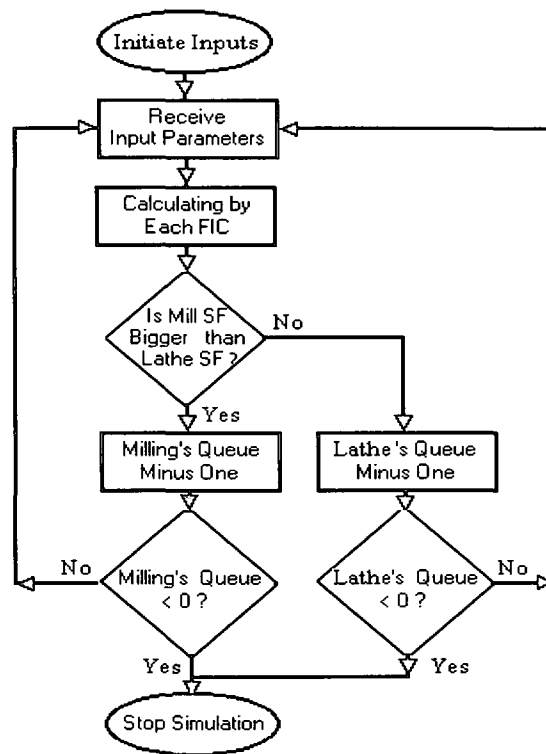 Initiate Inputs
Receive
Input Parameters
Calculating by
Each FIC
Is Mill SF
Bigger than
Lathe SF ?
No
Yes
Milling's Queue
Minus One
Lathe's Queue
Minus One
No
Milling's Queue
< 0 ?
Lathe's Queue
< 0 ?
No
Yes
Yes
Stop Simulation